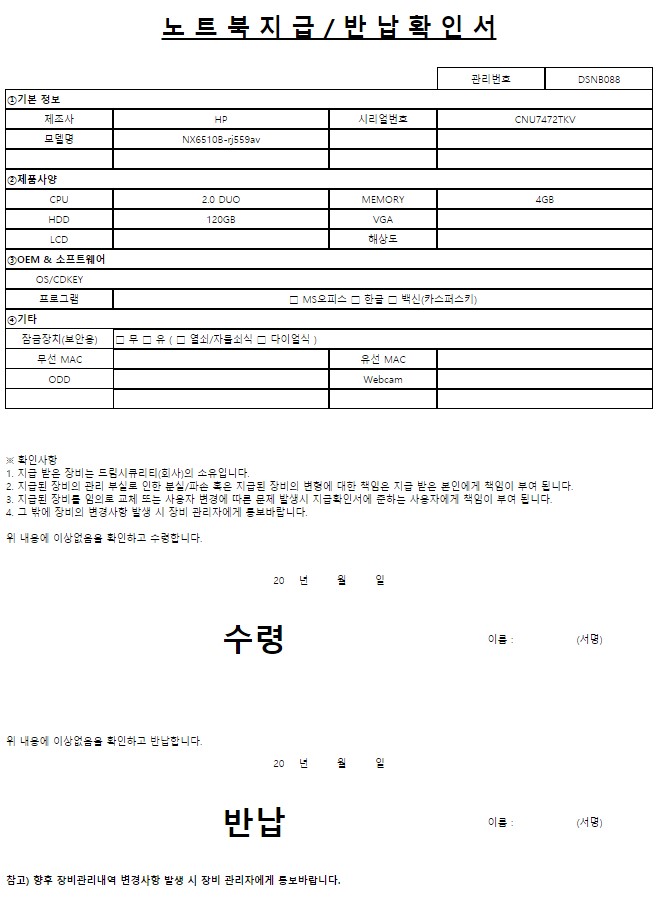 노 트 북 지 급 / 반 납 확 인 서
관리번호 DSNB088
①기본 정보
제조사 HP 시리얼번호 CNU7472TKV
모델명 NX6510B-rj559av
②제품사양
CPU 2.0 DUO MEMORY 4GB
HDD 120GB VGA
LCD 해상도
③OEM & 소프트웨어
OS/CDKEY
프로그램 □ MS오피스 □ 한글 □ 백신(카스퍼스키)
④기타
잠금장치(보안용) □ 무 □ 유 ( □ 열쇠/자물쇠식 □ 다이얼식 )
무선 MAC 유선 MAC
ODD Webcam
※ 확인사항
1. 지급 받은 장비는 드림시큐리티(회사)의 소유입니다.
2. 지급된 장비의 관리 부실로 인한 분실/파손 혹은 지급된 장비의 변형에 대한 책임은 지급 받은 본인에게 책임이 부여 됩니다.
3. 지급된 장비를 임의로 교체 또는 사용자 변경에 따른 문제 발생시 지급확인서에 준하는 사용자에게 책임이 부여 됩니다.
4. 그 밖에 장비의 변경사항 발생 시 장비 관리자에게 통보바랍니다.
위 내용에 이상없음을 확인하고 수령합니다.
20 년 월 일
수령 이름 : (서명)
위 내용에 이상없음을 확인하고 반납합니다.
20 년 월 일
반납 이름 : (서명)
참고) 향후 장비관리내역 변경사항 발생 시 장비 관리자에게 통보바랍니다.